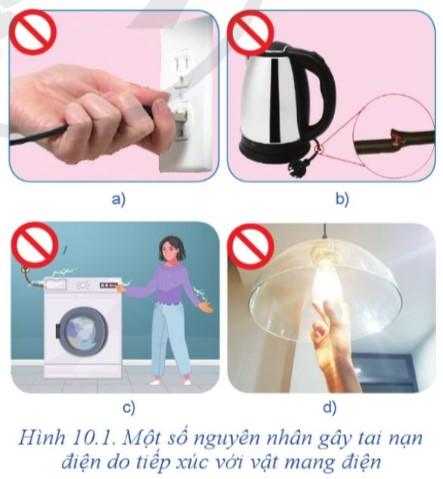 a)
b)
c)
d)
Hình 10.1. Một số nguyên nhân gây tai nạn
điện do tiếp xúc với vật mang điện